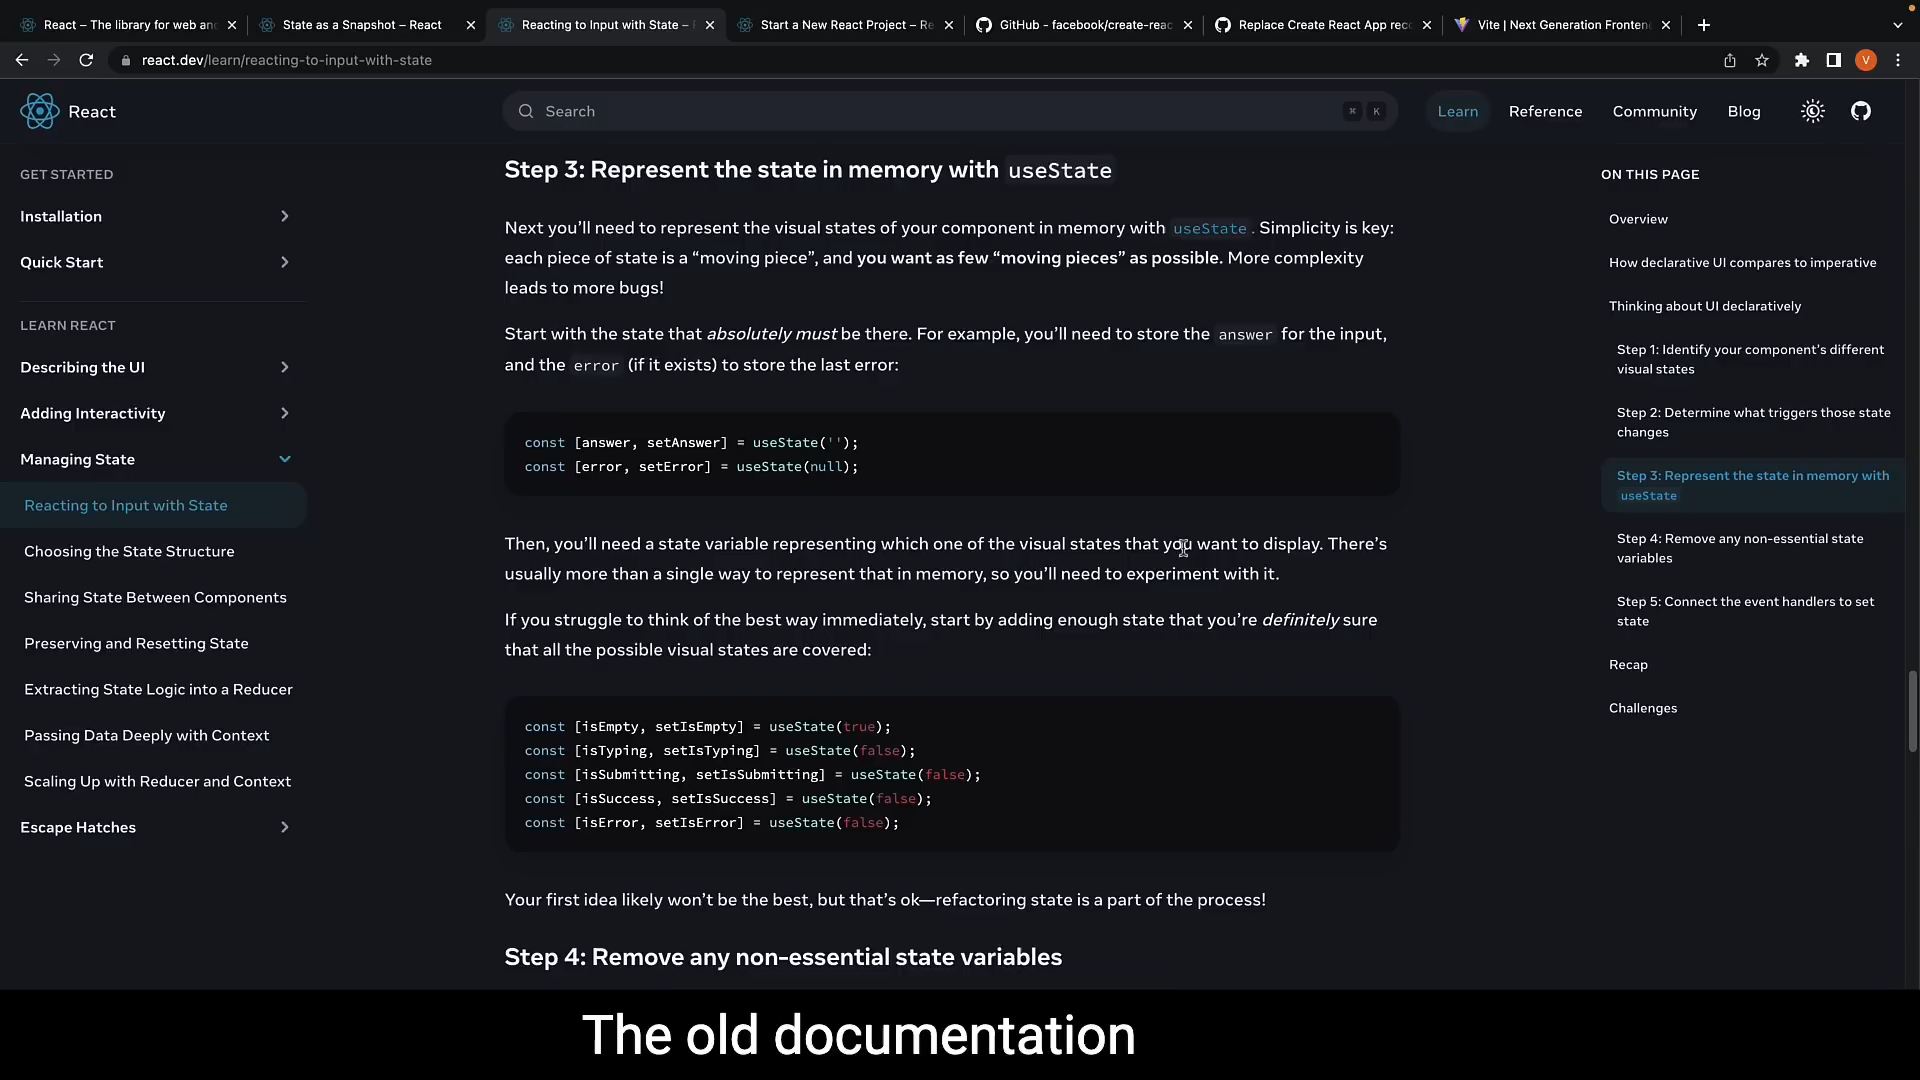 React – The library for web an
State as a Snapshot – React
Reacting to Input with State –
Start a New React Project – Re
GitHub - facebook/create-reac
Replace Create React App reco
Vite | Next Generation Fronten
react.dev/learn/reacting-to-input-with-state
V
React
Search
⌘ K
Learn
Reference
Community
Blog
GET STARTED
Installation
Quick Start
LEARN REACT
Describing the UI
Adding Interactivity
Managing State
Reacting to Input with State
Choosing the State Structure
Sharing State Between Components
Preserving and Resetting State
Extracting State Logic into a Reducer
Passing Data Deeply with Context
Scaling Up with Reducer and Context
Escape Hatches
Step 3: Represent the state in memory with useState
Next you’ll need to represent the visual states of your component in memory with useState. Simplicity is key:
each piece of state is a “moving piece”, and you want as few “moving pieces” as possible. More complexity
leads to more bugs!
Start with the state that absolutely must be there. For example, you’ll need to store the answer for the input,
and the error (if it exists) to store the last error:
const [answer, setAnswer] = useState('');
const [error, setError] = useState(null);
Then, you’ll need a state variable representing which one of the visual states that you want to display. There’s
usually more than a single way to represent that in memory, so you’ll need to experiment with it.
If you struggle to think of the best way immediately, start by adding enough state that you’re definitely sure
that all the possible visual states are covered:
const [isEmpty, setIsEmpty] = useState(true);
const [isTyping, setIsTyping] = useState(false);
const [isSubmitting, setIsSubmitting] = useState(false);
const [isSuccess, setIsSuccess] = useState(false);
const [isError, setIsError] = useState(false);
Your first idea likely won’t be the best, but that’s ok—refactoring state is a part of the process!
Step 4: Remove any non-essential state variables
ON THIS PAGE
Overview
How declarative UI compares to imperative
Thinking about UI declaratively
Step 1: Identify your component’s different
visual states
Step 2: Determine what triggers those state
changes
Step 3: Represent the state in memory with
useState
Step 4: Remove any non-essential state
variables
Step 5: Connect the event handlers to set
state
Recap
Challenges
The old documentation